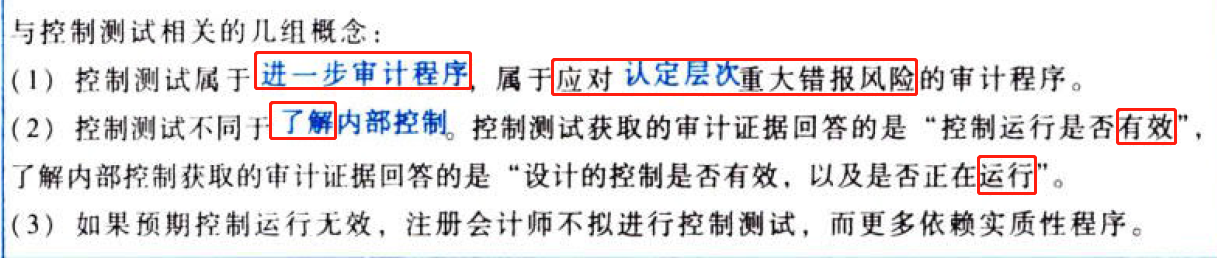 与控制测试相关的几组概念：
（1）控制测试属于进一步审计程序，属于应对认定层次重大错报风险的审计程序。
（2）控制测试不同于了解内部控制。控制测试获取的审计证据回答的是“控制运行是否有效”，
了解内部控制获取的审计证据回答的是“设计的控制是否有效，以及是否正在运行”。
（3）如果预期控制运行无效，注册会计师不拟进行控制测试，而更多依赖实质性程序。